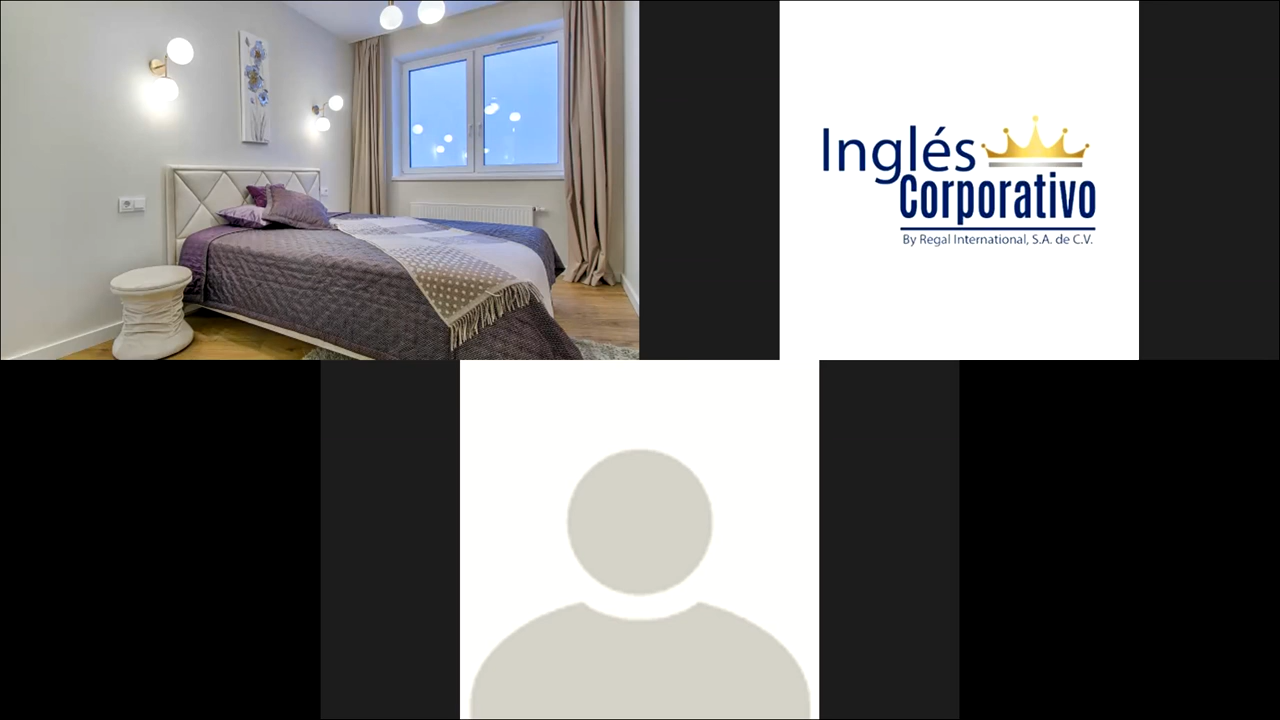 Inglés
Corporativo
By Regal International, S.A. de C.V.